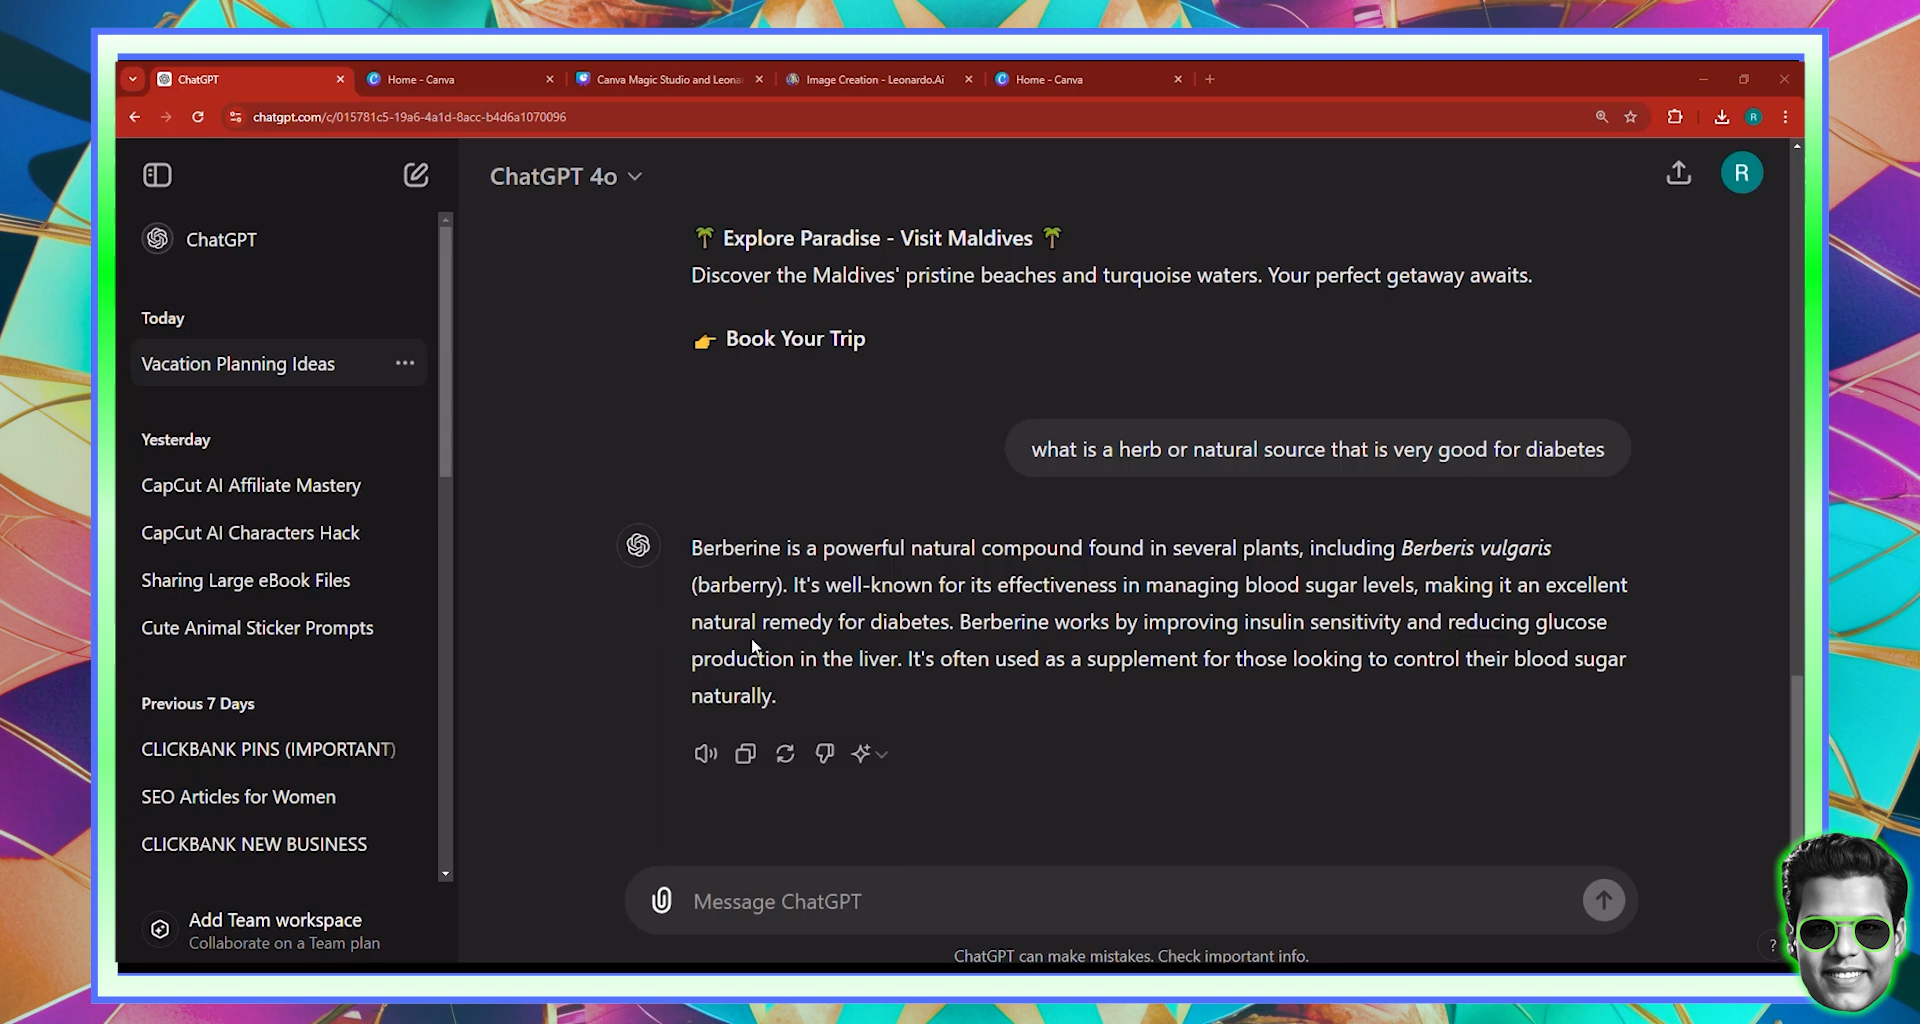 ChatGPT
Home - Canva
Canva Magic Studio and Leona
Image Creation - Leonardo.Ai
Home - Canva
chatgpt.com/c/015781c5-19a6-4a1d-8acc-b4d6a1070096
R
ChatGPT 4o
R
ChatGPT
Today
Vacation Planning Ideas
Yesterday
CapCut AI Affiliate Mastery
CapCut AI Characters Hack
Sharing Large eBook Files
Cute Animal Sticker Prompts
Previous 7 Days
CLICKBANK PINS (IMPORTANT)
SEO Articles for Women
CLICKBANK NEW BUSINESS
Add Team workspace
Collaborate on a Team plan
Explore Paradise - Visit Maldives
Discover the Maldives' pristine beaches and turquoise waters. Your perfect getaway awaits.
Book Your Trip
what is a herb or natural source that is very good for diabetes
Berberine is a powerful natural compound found in several plants, including Berberis vulgaris
(barberry). It's well-known for its effectiveness in managing blood sugar levels, making it an excellent
natural remedy for diabetes. Berberine works by improving insulin sensitivity and reducing glucose
production in the liver. It's often used as a supplement for those looking to control their blood sugar
naturally.
Message ChatGPT
ChatGPT can make mistakes. Check important info.
?